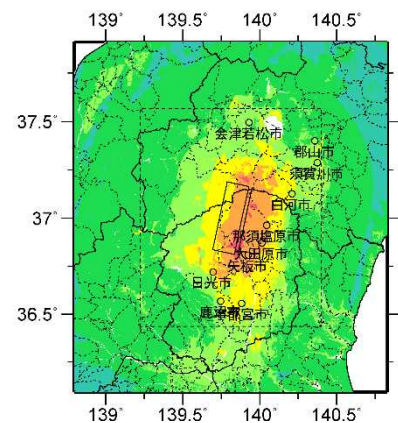 139° 139.5° 140° 140.5°
37.5°
会津若松市
郡山市
須賀川市
白河市
37°
那須塩原市
大田原市
矢板市
日光市
鹿沼市
宇都宮市
36.5°
139° 139.5° 140° 140.5°